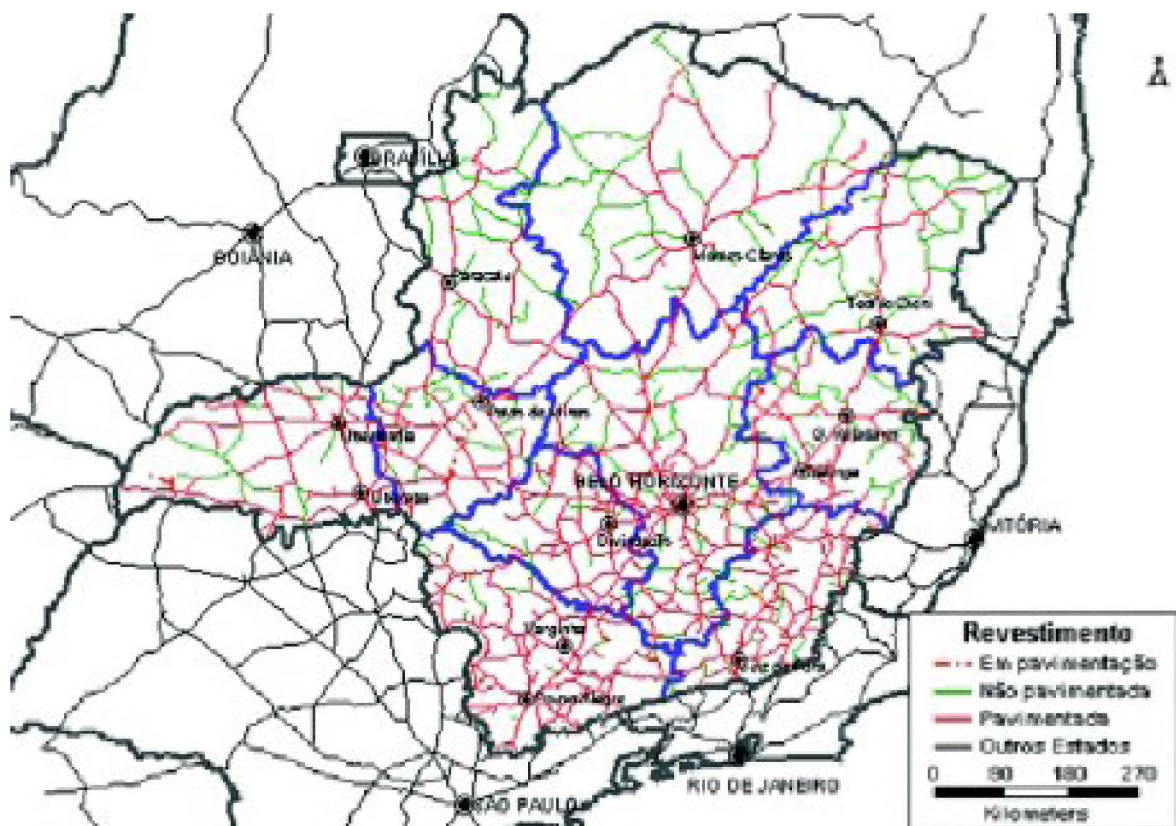 BRASÍLIA
GOIÂNIA
Paracatu
Montes Claros
Teófilo Otoni
Patos de Minas
Uberlândia
G. Valadares
Ipatinga
Uberaba
BELO HORIZONTE
Divinópolis
VITÓRIA
Varginha
Juiz de Fora
Pouso Alegre
RIO DE JANEIRO
SÃO PAULO
Revestimento
Em pavimentação
Não pavimentada
Pavimentada
Outros Estados
0 90 180 270
Kilometers